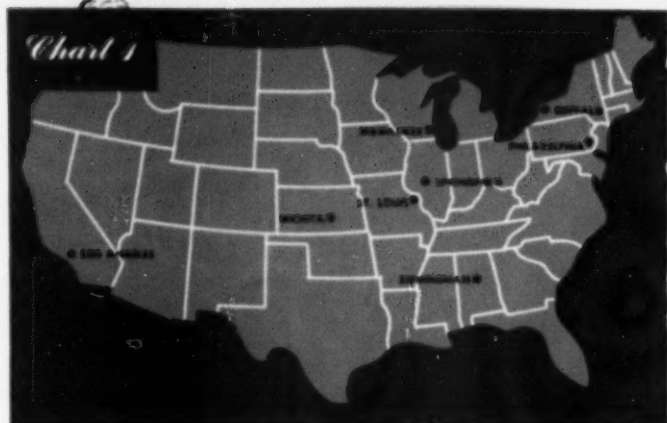 Chart 1
BUFFALO
MILWAUKEE
PHILADELPHIA
SPRINGFIELD
ST. LOUIS
WICHITA
LOS ANGELES
BIRMINGHAM